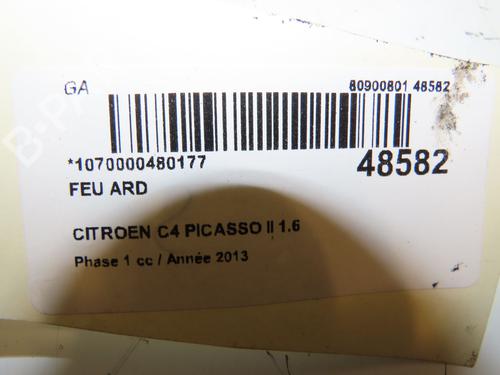 GA 80900801 48582
*1070000480177 48582
FEU ARD
CITROEN C4 PICASSO II 1.6
Phase 1 cc / Année 2013